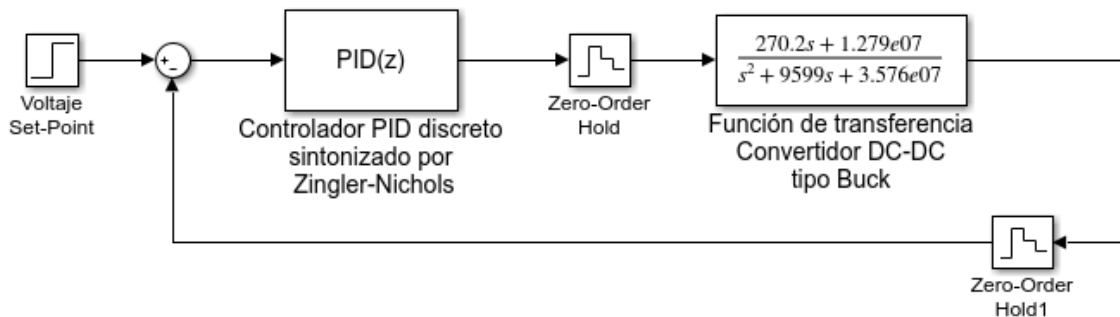 Voltaje
Set-Point
+
−
PID(z)
Controlador PID discreto
sintonizado por
Zingler-Nichols
Zero-Order
Hold
270.2s + 1.279e07
s² + 9599s + 3.576e07
Función de transferencia
Convertidor DC-DC
tipo Buck
Zero-Order
Hold1